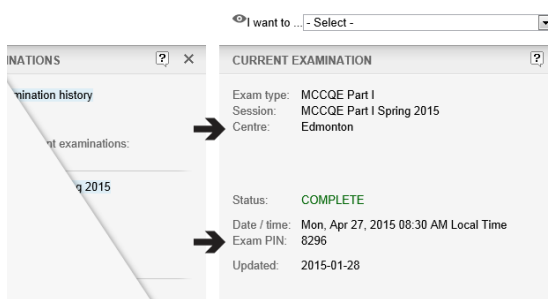 I want to ... - Select -
INATIONS ? ×
mination history
nt examinations:
g 2015
CURRENT EXAMINATION ?
Exam type: MCCQE Part I
Session: MCCQE Part I Spring 2015
Centre: Edmonton
Status: COMPLETE
Date / time: Mon, Apr 27, 2015 08:30 AM Local Time
Exam PIN: 8296
Updated: 2015-01-28